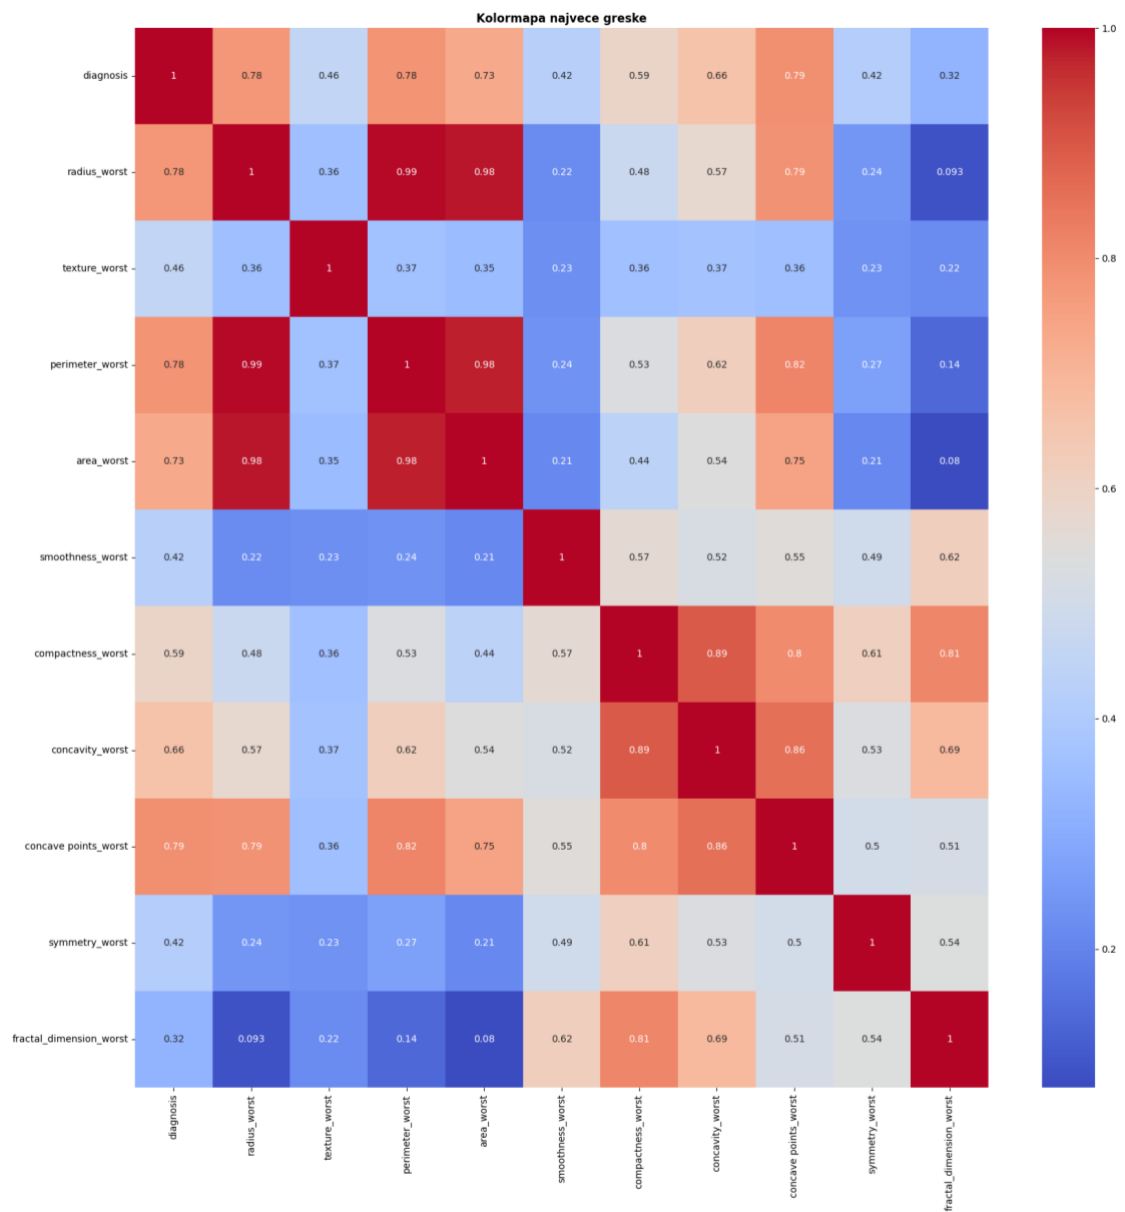 Kolormapa najvece greske
diagnosis 1 0.78 0.46 0.78 0.73 0.42 0.59 0.66 0.79 0.42 0.32
radius_worst 0.78 1 0.36 0.99 0.98 0.22 0.48 0.57 0.79 0.24 0.093
texture_worst 0.46 0.36 1 0.37 0.35 0.23 0.36 0.37 0.36 0.23 0.22
perimeter_worst 0.78 0.99 0.37 1 0.98 0.24 0.53 0.62 0.82 0.27 0.14
area_worst 0.73 0.98 0.35 0.98 1 0.21 0.44 0.54 0.75 0.21 0.08
smoothness_worst 0.42 0.22 0.23 0.24 0.21 1 0.57 0.52 0.55 0.49 0.62
compactness_worst 0.59 0.48 0.36 0.53 0.44 0.57 1 0.89 0.8 0.61 0.81
concavity_worst 0.66 0.57 0.37 0.62 0.54 0.52 0.89 1 0.86 0.53 0.69
concave points_worst 0.79 0.79 0.36 0.82 0.75 0.55 0.8 0.86 1 0.5 0.51
symmetry_worst 0.42 0.24 0.23 0.27 0.21 0.49 0.61 0.53 0.5 1 0.54
fractal_dimension_worst 0.32 0.093 0.22 0.14 0.08 0.62 0.81 0.69 0.51 0.54 1
diagnosis
radius_worst
texture_worst
perimeter_worst
area_worst
smoothness_worst
compactness_worst
concavity_worst
concave points_worst
symmetry_worst
fractal_dimension_worst
1.0
0.8
0.6
0.4
0.2